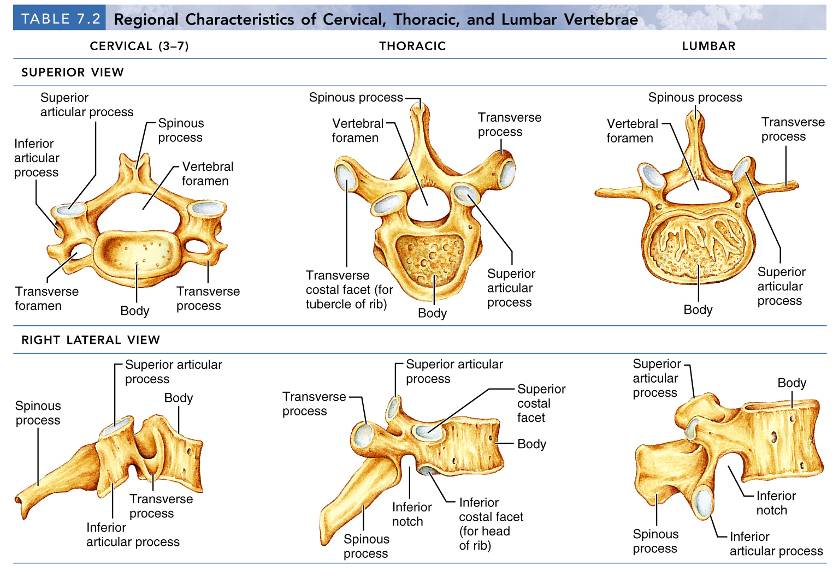 TABLE 7.2 Regional Characteristics of Cervical, Thoracic, and Lumbar Vertebrae
CERVICAL (3–7)
THORACIC
LUMBAR
SUPERIOR VIEW
Superior
articular process
Spinous
process
Inferior
articular
process
Vertebral
foramen
Transverse
foramen
Body
Transverse
process
Spinous process
Vertebral
foramen
Transverse
process
Transverse
costal facet (for
tubercle of rib)
Body
Superior
articular
process
Spinous process
Vertebral
foramen
Transverse
process
Body
Superior
articular
process
RIGHT LATERAL VIEW
Superior articular
process
Body
Spinous
process
Transverse
process
Inferior
articular process
Superior articular
process
Transverse
process
Superior
costal
facet
Body
Inferior
notch
Inferior
costal facet
(for head
of rib)
Spinous
process
Superior
articular
process
Body
Inferior
notch
Spinous
process
Inferior
articular process